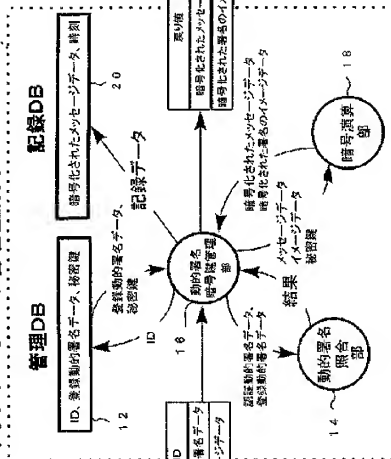 管理DB
ID、登録動的署名データ、秘密鍵
12
記録DB
暗号化されたメッセージデータ、時刻
20
登録動的署名データ、
秘密鍵
ID
記録データ
ID
署名データ
ージデータ
16
動的署名
暗号鍵管理
部
戻り値
暗号化されたメッセー
暗号化された署名のイメ
認証動的署名データ、
登録動的署名データ
結果
メッセージデータ
イメージデータ
秘密鍵
暗号化されたメッセージデータ
暗号化された署名のイメージデータ
14
動的署名
照合
部
18
暗号演算
部